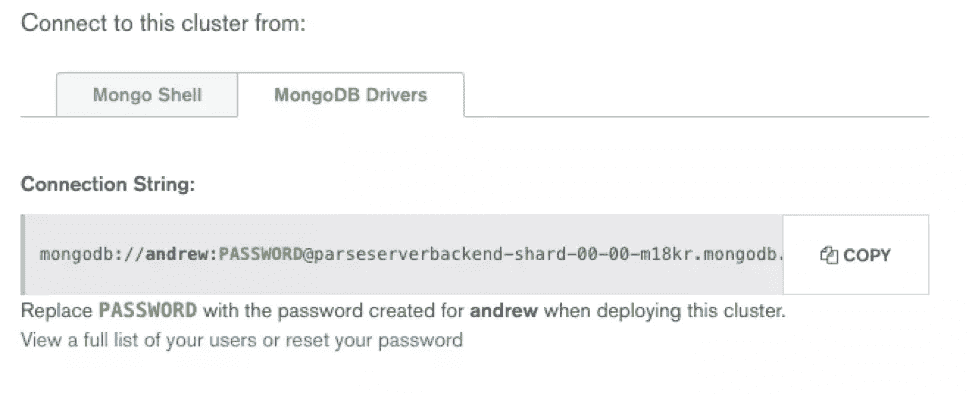 Connect to this cluster from:
Mongo Shell
MongoDB Drivers
Connection String:
mongodb://andrew:PASSWORD@parseserverbackend-shard-00-00-m18kr.mongodb.
COPY
Replace PASSWORD with the password created for andrew when deploying this cluster.
View a full list of your users or reset your password